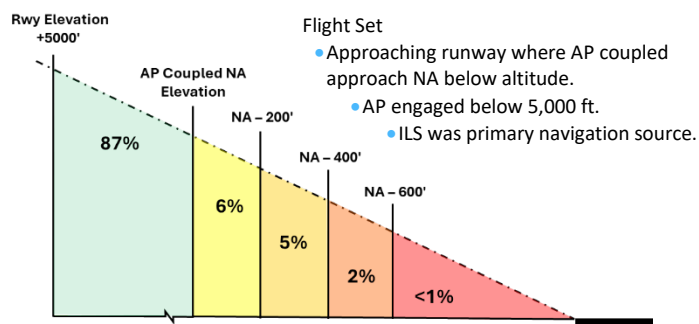 Rwy Elevation
+5000'
Flight Set
• Approaching runway where AP coupled
approach NA below altitude.
• AP engaged below 5,000 ft.
• ILS was primary navigation source.
AP Coupled NA
Elevation
NA – 200'
NA – 400'
NA – 600'
87%
6%
5%
2%
<1%